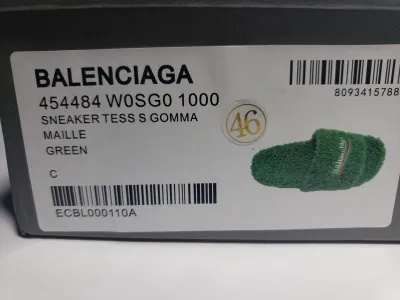 BALENCIAGA
454484 W0SG0 1000
SNEAKER TESS S GOMMA
MAILLE
GREEN
C
ECBL000110A
46
8093415788